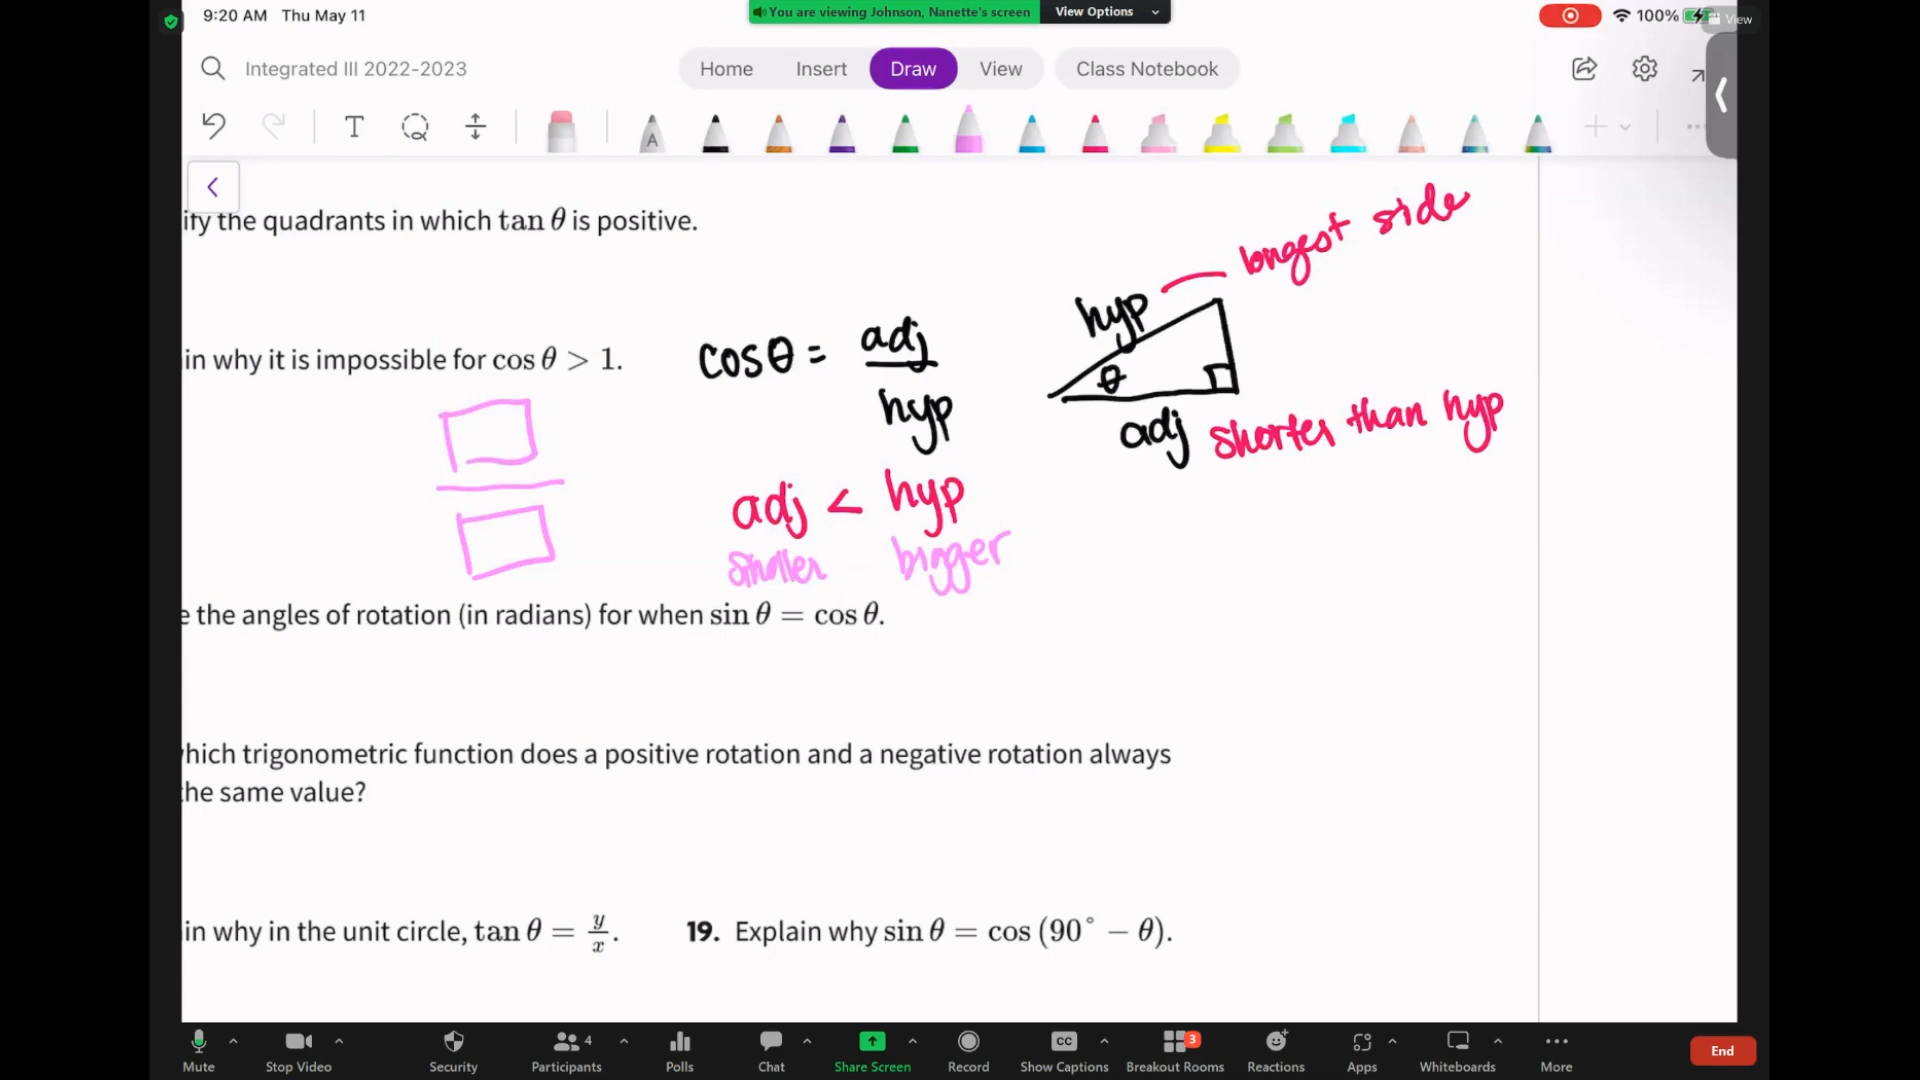 9:20 AM Thu May 11
You are viewing Johnson, Nanette's screen
View Options
100%
View
Integrated III 2022-2023
Home
Insert
Draw
View
Class Notebook
T
A
ify the quadrants in which tan θ is positive.
longest side
hyp
in why it is impossible for cos θ > 1.
cosθ = adj
hyp
θ
adj shorter than hyp
adj < hyp
smaller bigger
e the angles of rotation (in radians) for when sin θ = cos θ.
hich trigonometric function does a positive rotation and a negative rotation always
the same value?
in why in the unit circle, tan θ = y/x.
19. Explain why sin θ = cos (90° − θ).
Mute
Stop Video
Security
4
Participants
Polls
Chat
Share Screen
Record
CC
Show Captions
3
Breakout Rooms
Reactions
Apps
Whiteboards
More
End